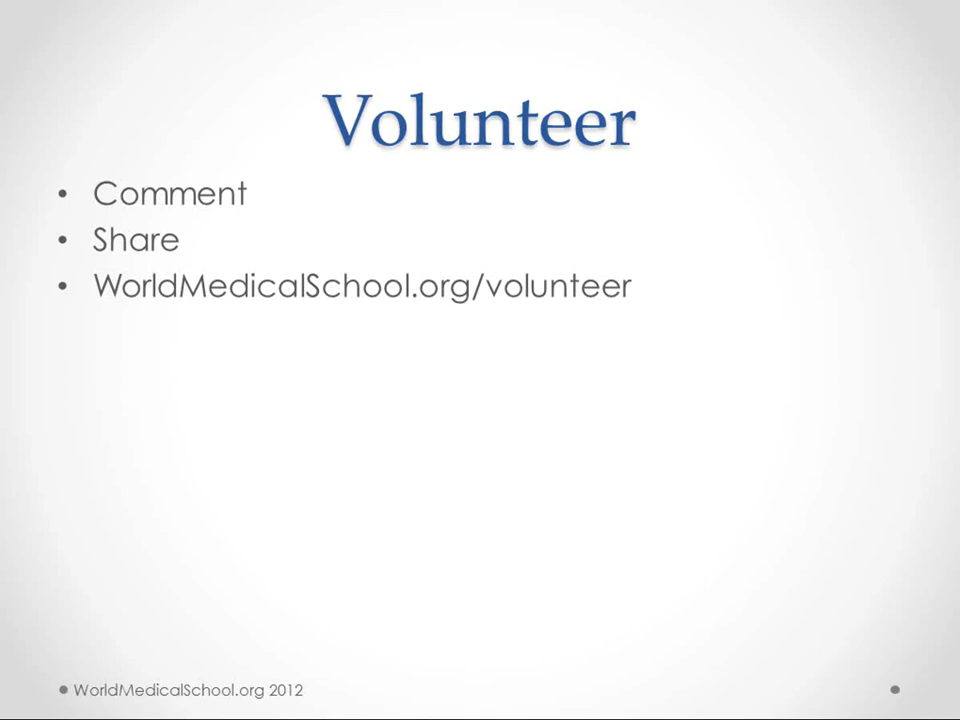 Volunteer
• Comment
• Share
• WorldMedicalSchool.org/volunteer
WorldMedicalSchool.org 2012